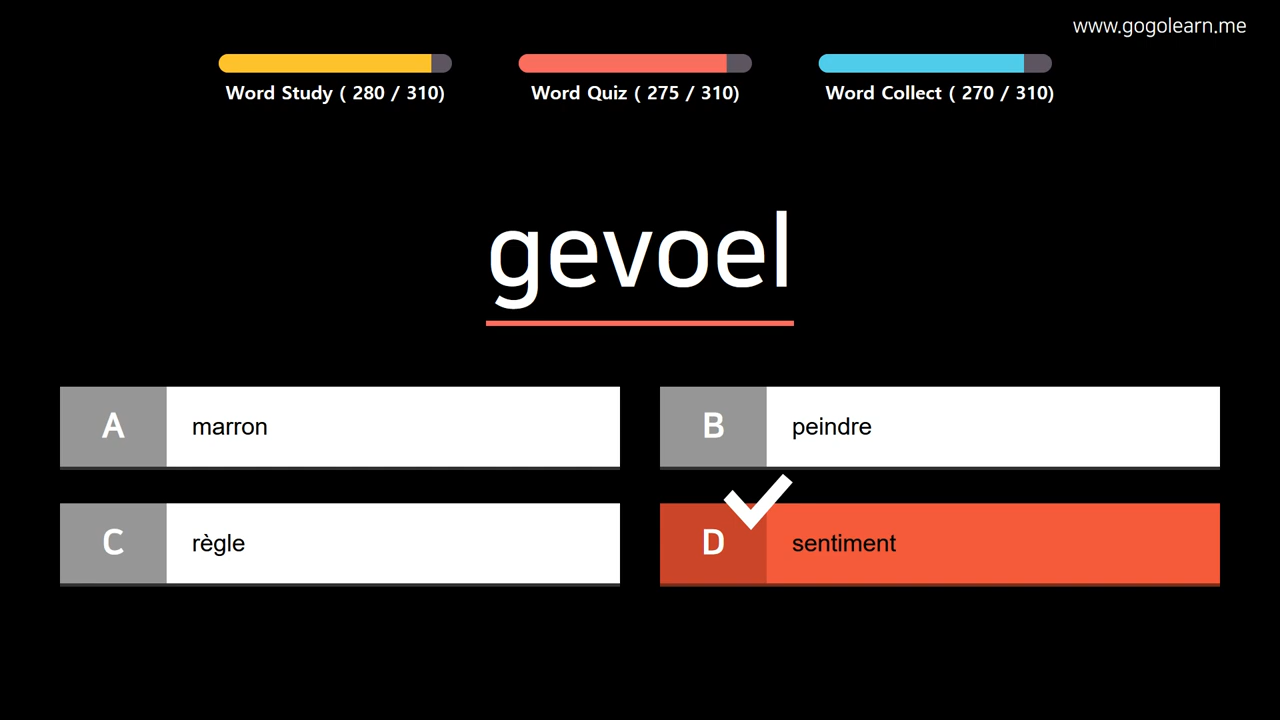 www.gogolearn.me
Word Study ( 280 / 310)
Word Quiz ( 275 / 310)
Word Collect ( 270 / 310)
gevoel
A marron
B peindre
C règle
D sentiment